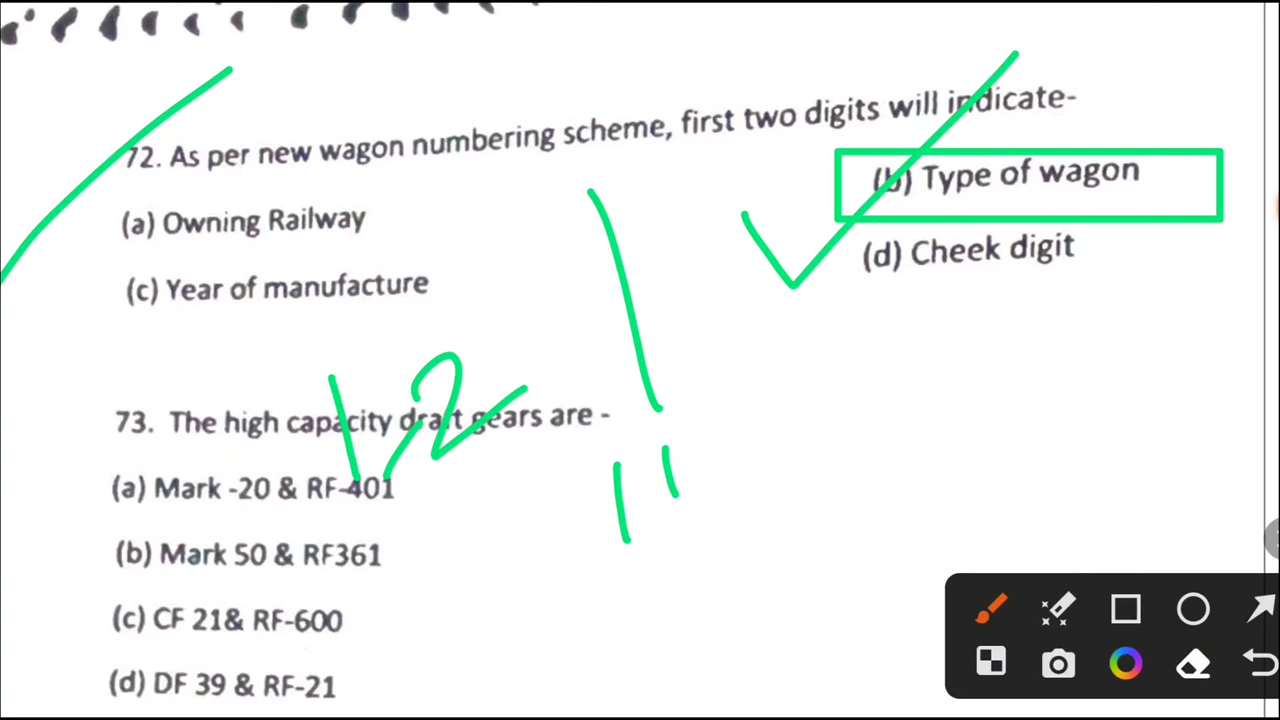 72. As per new wagon numbering scheme, first two digits will indicate-
(a) Owning Railway
(b) Type of wagon
(c) Year of manufacture
(d) Cheek digit
73. The high capacity draft gears are -
12
11
(a) Mark -20 & RF-401
(b) Mark 50 & RF361
(c) CF 21& RF-600
(d) DF 39 & RF-21